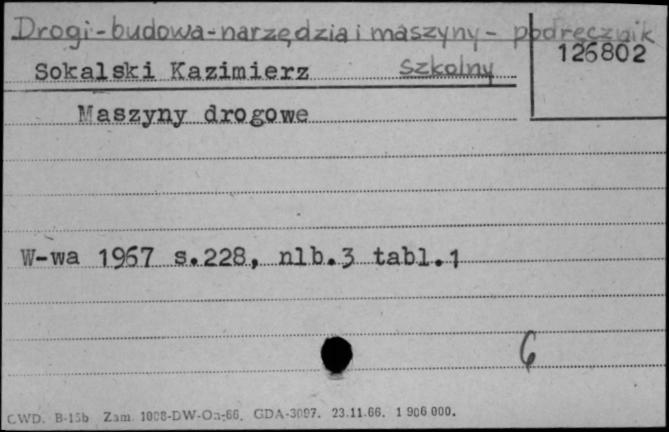 Drogi-budowa-narzędzia i maszyny- podręcznik
szkolny
126802
Sokalski Kazimierz
Maszyny drogowe
W-wa 1967 s.228, nlb.3 tabl.1
6
CWD. B-15b Zam. 1008-DW-Oa-66. GDA-3097. 23.11.66. 1 906 000.